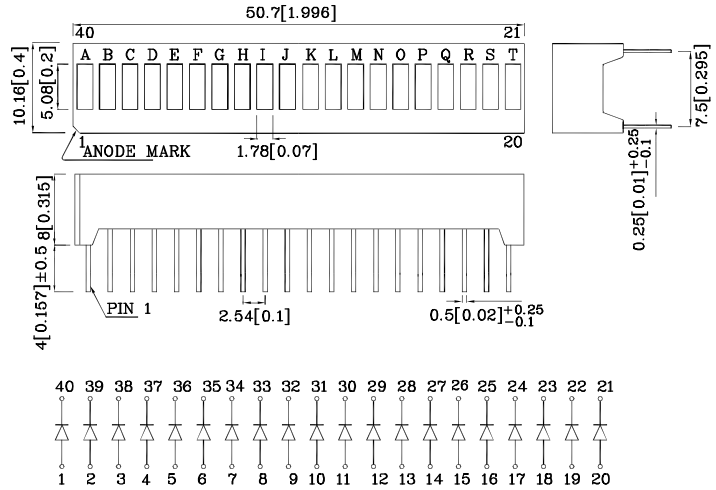 50.7[1.996]
40 21
A B C D E F G H I J K L M N O P Q R S T
10.16[0.4]
5.08[0.2]
7.5[0.295]
1 20
ANODE MARK
1.78[0.07]
0.25[0.01]+0.25
-0.1
8[0.315]
4[0.157]±0.5
PIN 1
2.54[0.1]
0.5[0.02]+0.25
-0.1
40 39 38 37 36 35 34 33 32 31 30 29 28 27 26 25 24 23 22 21
1 2 3 4 5 6 7 8 9 10 11 12 13 14 15 16 17 18 19 20